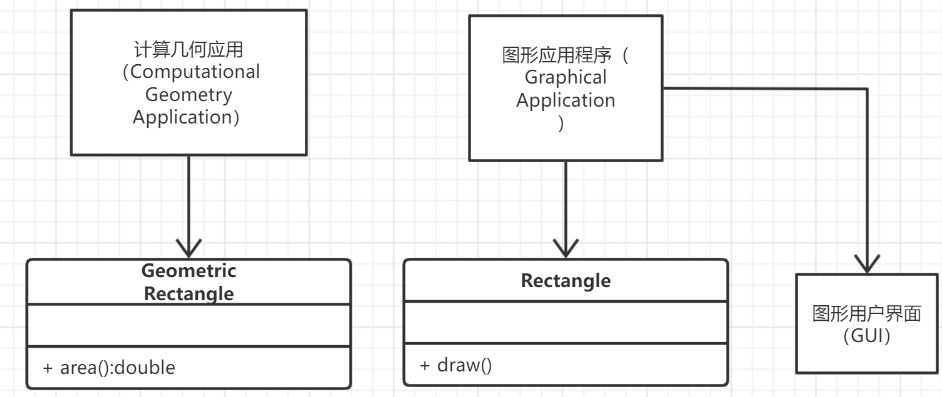 计算几何应用
（Computational
Geometry
Application）
图形应用程序（
Graphical
Application
）
Geometric
Rectangle
+ area():double
Rectangle
+ draw()
图形用户界面
（GUI）